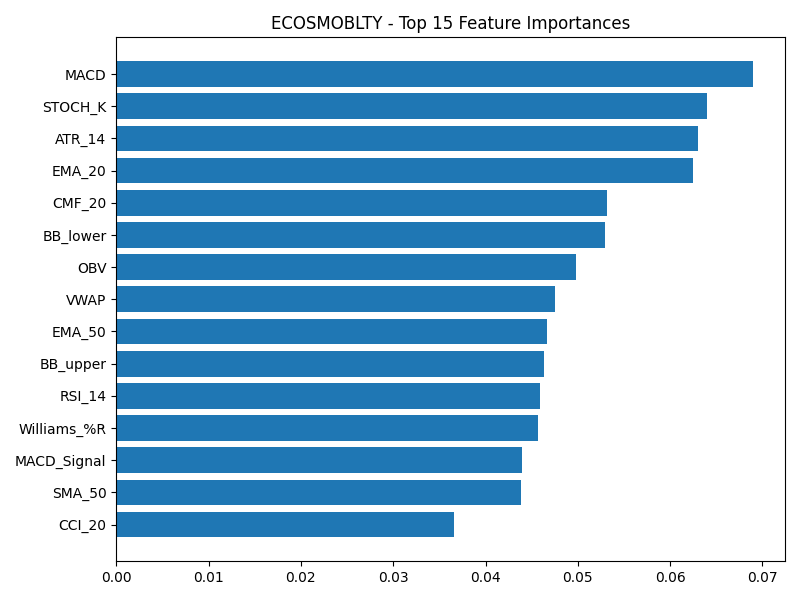 ECOSMOBLTY - Top 15 Feature Importances
MACD
STOCH_K
ATR_14
EMA_20
CMF_20
BB_lower
OBV
VWAP
EMA_50
BB_upper
RSI_14
Williams_%R
MACD_Signal
SMA_50
CCI_20
0.00 0.01 0.02 0.03 0.04 0.05 0.06 0.07